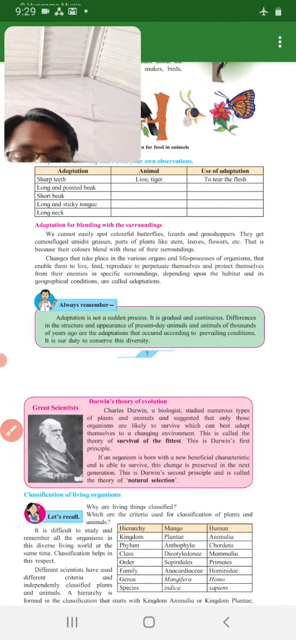 9:29
snakes, birds,
n for food in animals
your own observations.
Adaptation Animal Use of adaptation
Sharp teeth Lion, tiger To tear the flesh
Long and pointed beak
Short beak
Long and sticky tongue
Long neck
Adaptation for blending with the surroundings
We cannot easily spot colourful butterflies, lizards and grasshoppers. They get
camouflaged amidst grasses, parts of plants like stem, leaves, flowers, etc. That is
because their colours blend with those of their surroundings.
Changes that take place in the various organs and life-processes of organisms, that
enable them to live, feed, reproduce to perpetuate themselves and protect themselves
from their enemies in specific surroundings, depending upon the habitat and its
geographical conditions, are called adaptations.
Always remember –
Adaptation is not a sudden process. It is gradual and continuous. Differences
in the structure and appearance of present-day animals and animals of thousands
of years ago are the adaptations that occured according to prevailing conditions.
It is our duty to conserve this diversity.
7
Great Scientists
Darwin's theory of evolution
Charles Darwin, a biologist, studied numerous types
of plants and animals and suggested that only those
organisms are likely to survive which can best adapt
themselves to a changing environment. This is called the
theory of survival of the fittest. This is Darwin's first
principle.
If an organism is born with a new beneficial characteristic
and is able to survive, this change is preserved in the next
generation. This is Darwin's second principle and is called
the theory of 'natural selection'.
Classification of living organisms
Let's recall.
Why are living things classified?
Which are the criteria used for classification of plants and
animals?
It is difficult to study and
remember all the organisms in
this diverse living world at the
same time. Classification helps in
this respect.
Different scientists have used
different criteria and
independently classified plants
and animals. A hierarchy is
formed in the classification that starts with Kingdom Animalia or Kingdom Plantae;
Hierarchy Mango Human
Kingdom Plantae Animalia
Phylum Anthophyta Chordata
Class Dicotyledonae Mammalia
Order Sapindales Primates
Family Anacardiaceae Hominidae
Genus Mangifera Homo
Species indica sapiens